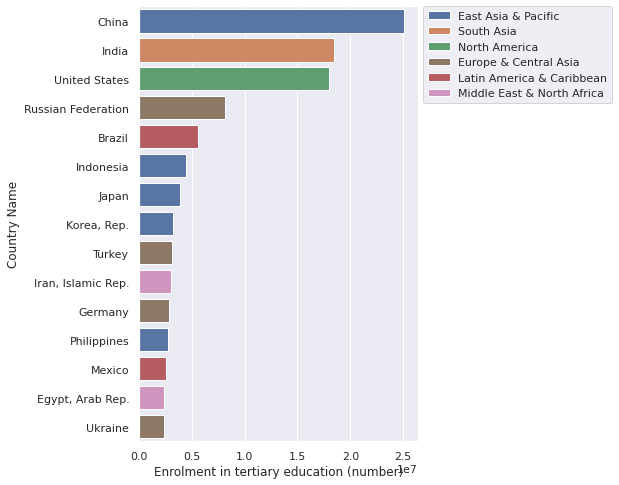 China
India
United States
Russian Federation
Brazil
Indonesia
Japan
Korea, Rep.
Turkey
Iran, Islamic Rep.
Germany
Philippines
Mexico
Egypt, Arab Rep.
Ukraine
Country Name
0.0 0.5 1.0 1.5 2.0 2.5
1e7
Enrolment in tertiary education (number)
East Asia & Pacific
South Asia
North America
Europe & Central Asia
Latin America & Caribbean
Middle East & North Africa